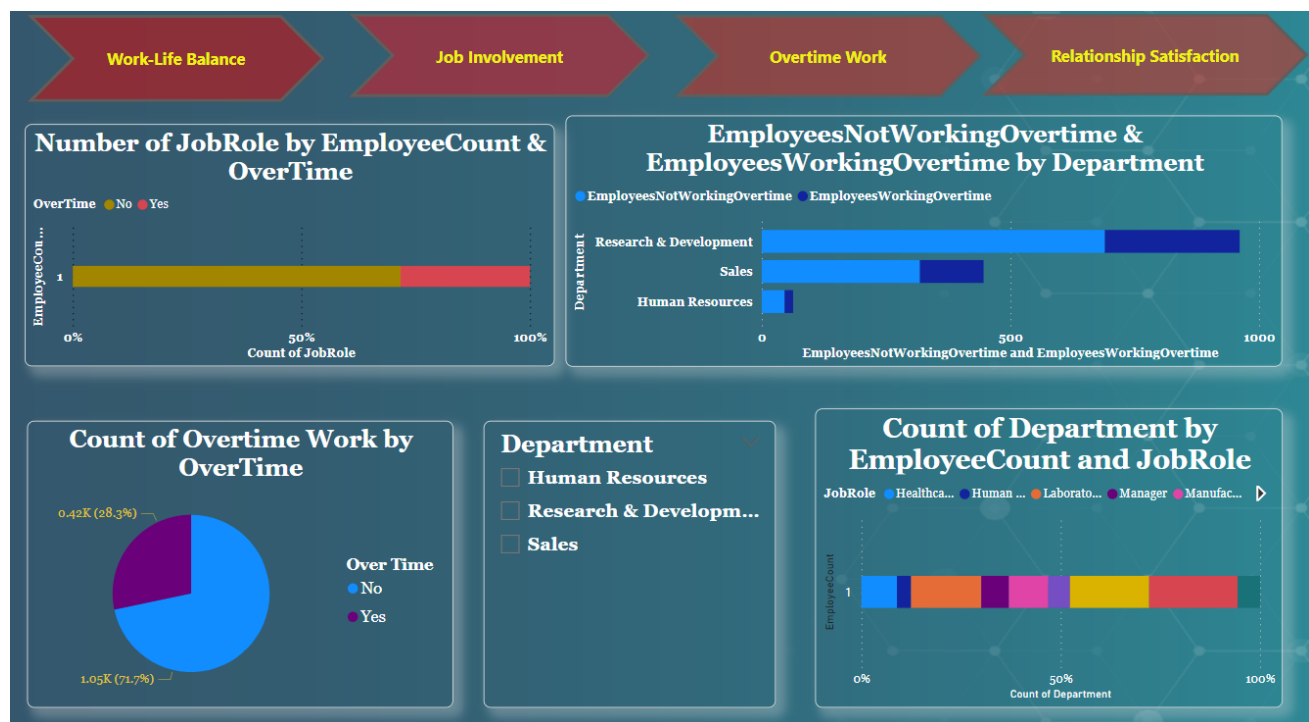 Work-Life Balance
Job Involvement
Overtime Work
Relationship Satisfaction
Number of JobRole by EmployeeCount &
OverTime
OverTime No Yes
EmployeeCou...
1
0% 50% 100%
Count of JobRole
EmployeesNotWorkingOvertime &
EmployeesWorkingOvertime by Department
EmployeesNotWorkingOvertime EmployeesWorkingOvertime
Department
Research & Development
Sales
Human Resources
0 500 1000
EmployeesNotWorkingOvertime and EmployeesWorkingOvertime
Count of Overtime Work by
OverTime
0.42K (28.3%)
1.05K (71.7%)
Over Time
No
Yes
Department
Human Resources
Research & Developm...
Sales
Count of Department by
EmployeeCount and JobRole
JobRole Healthca... Human ... Laborato... Manager Manufac...
EmployeeCount
1
0% 50% 100%
Count of Department